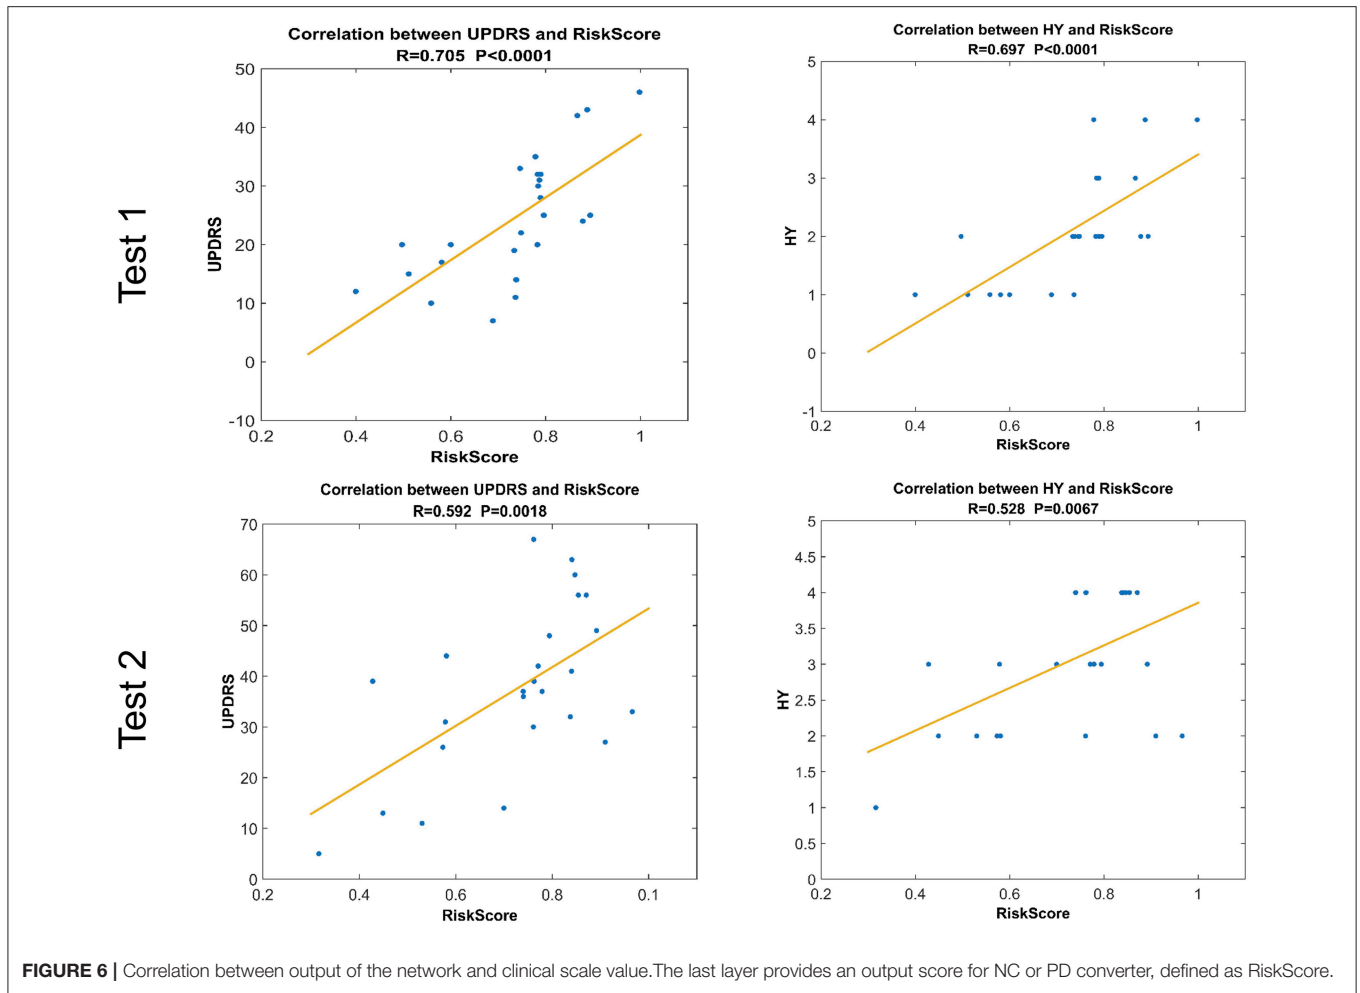 Test 1
Correlation between UPDRS and RiskScore
R=0.705 P<0.0001
50
40
30
20
10
0
-10
UPDRS
0.2 0.4 0.6 0.8 1
RiskScore
Correlation between HY and RiskScore
R=0.697 P<0.0001
5
4
3
2
1
0
-1
HY
0.2 0.4 0.6 0.8 1
RiskScore
Test 2
Correlation between UPDRS and RiskScore
R=0.592 P=0.0018
70
60
50
40
30
20
10
0
UPDRS
0.2 0.4 0.6 0.8 0.1
RiskScore
Correlation between HY and RiskScore
R=0.528 P=0.0067
5
4.5
4
3.5
3
2.5
2
1.5
1
0.5
0
HY
0.2 0.4 0.6 0.8 1
RiskScore
FIGURE 6 | Correlation between output of the network and clinical scale value.The last layer provides an output score for NC or PD converter, defined as RiskScore.